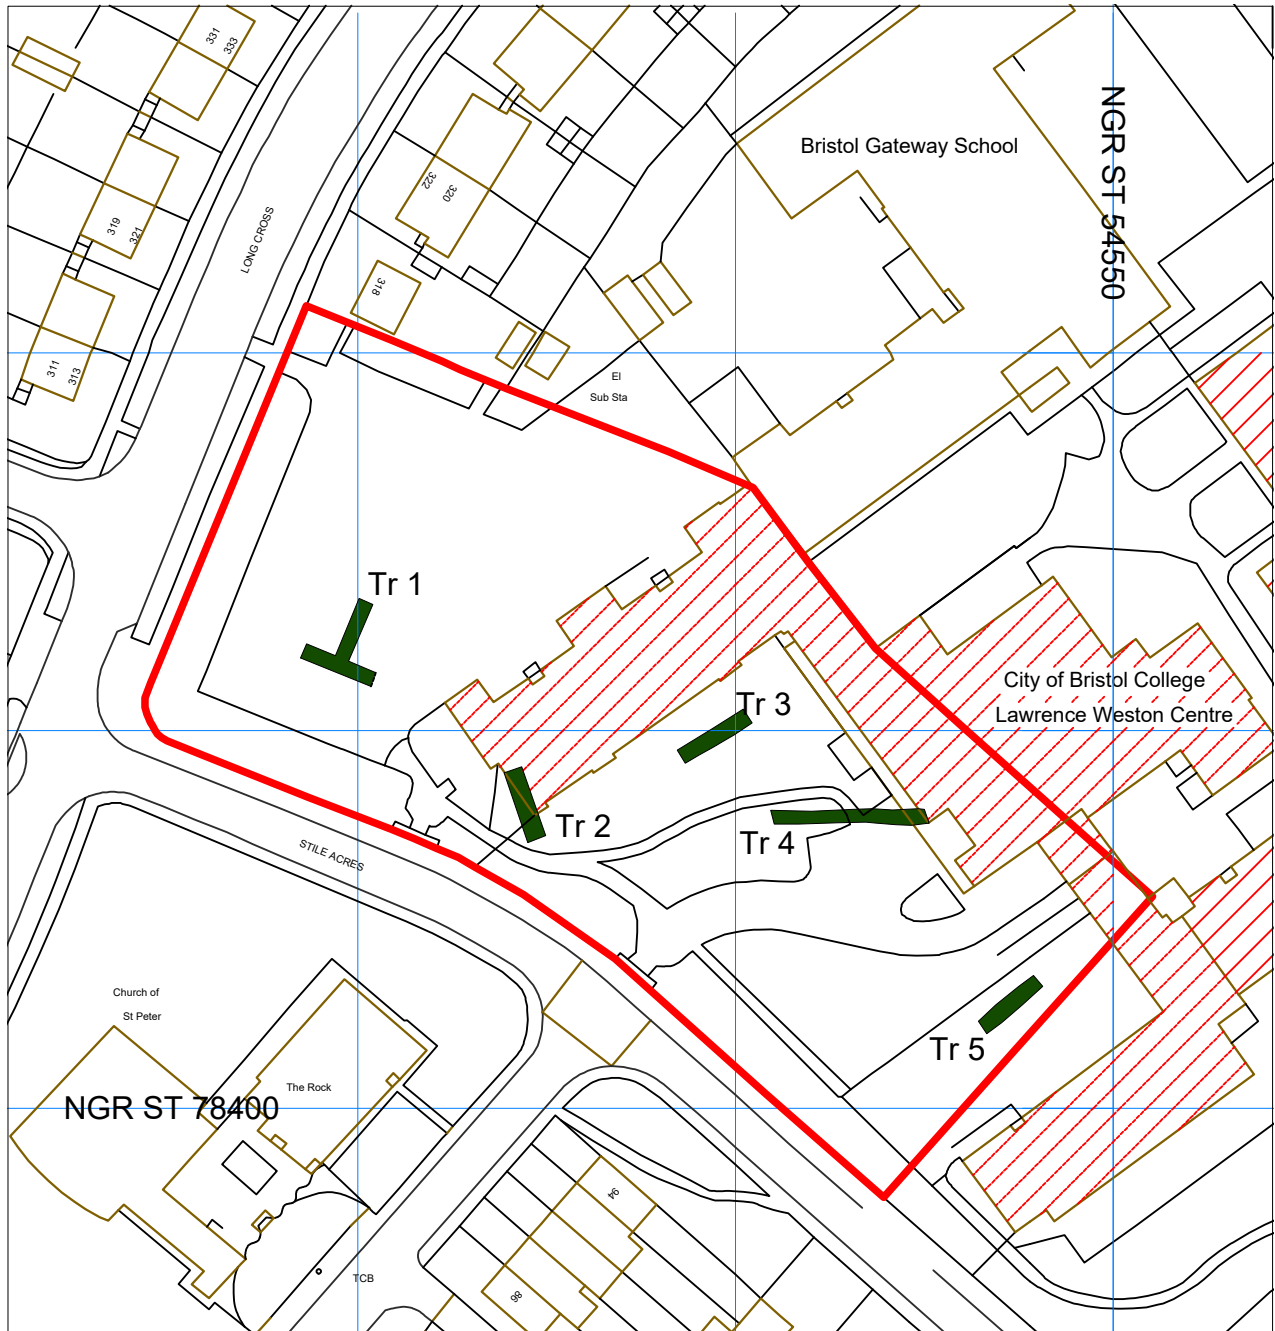 331
333
Bristol Gateway School
NGR ST 54550
322
320
319
321
LONG CROSS
318
311
313
El
Sub Sta
Tr 1
City of Bristol College
Lawrence Weston Centre
Tr 3
Tr 2
Tr 4
STILE ACRES
Church of
St Peter
Tr 5
The Rock
NGR ST 78400
94
86
TCB